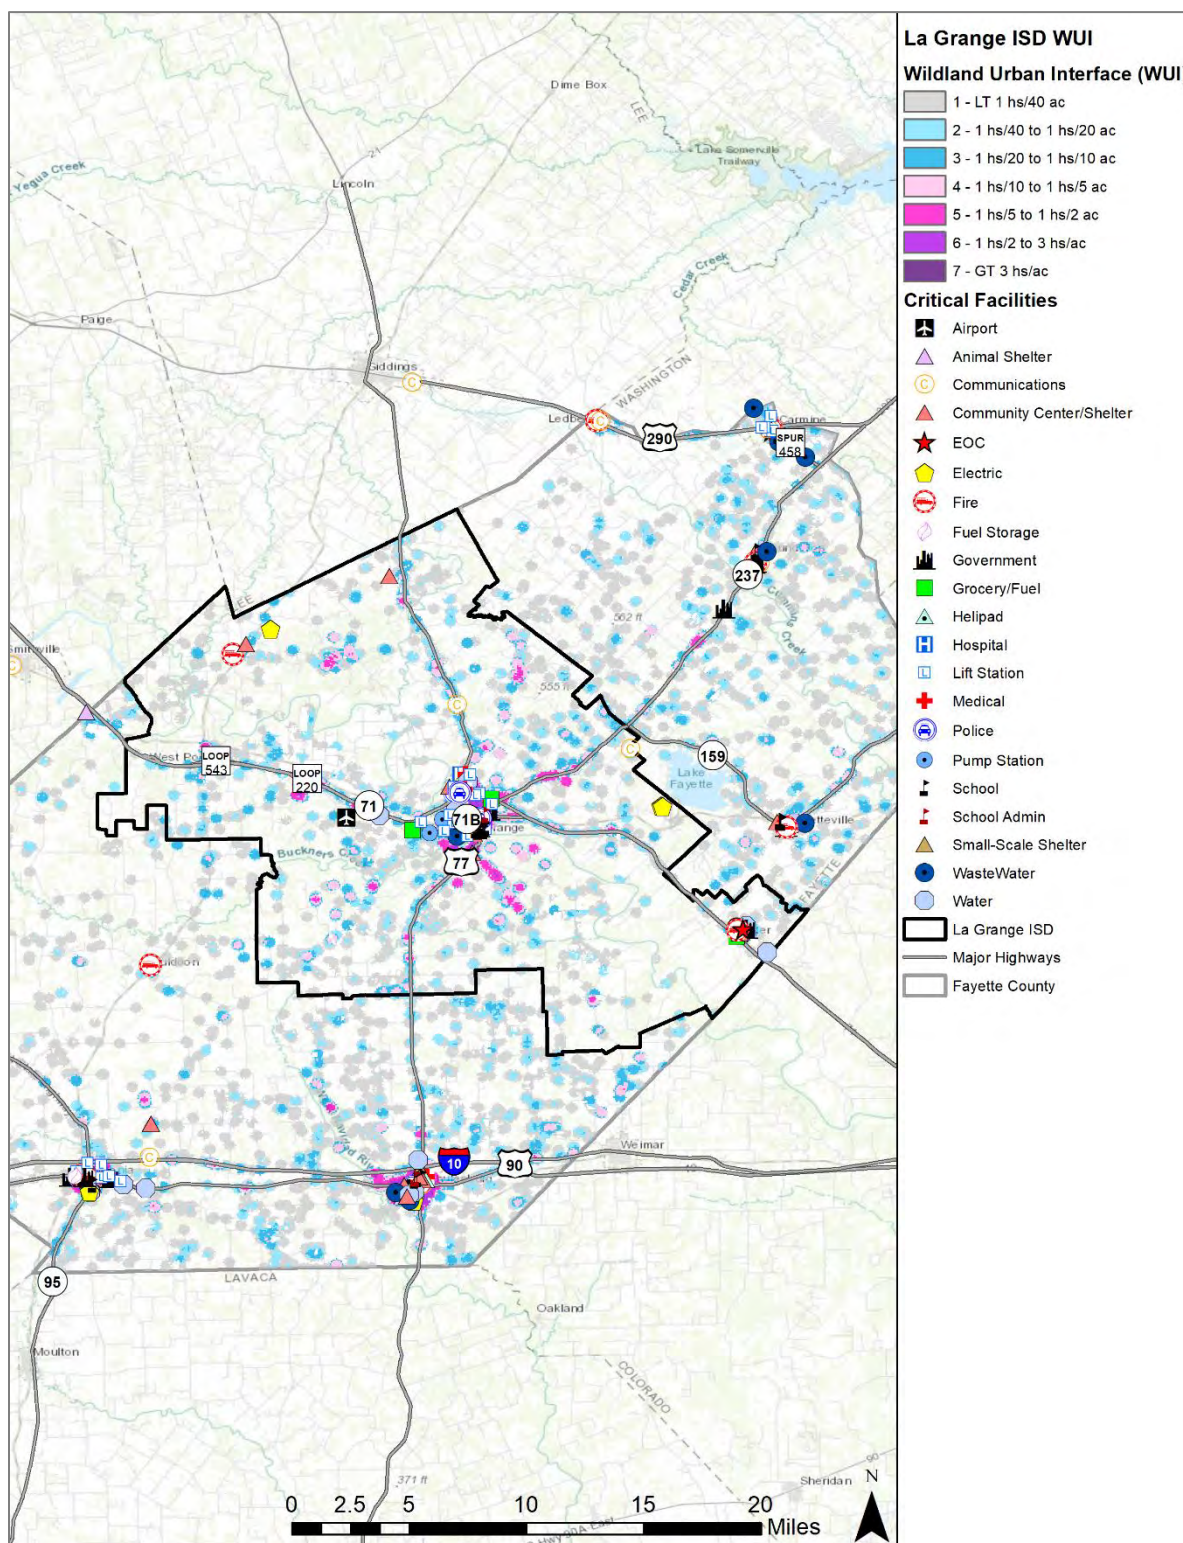 La Grange ISD WUI
Wildland Urban Interface (WUI)
1 - LT 1 hs/40 ac
2 - 1 hs/40 to 1 hs/20 ac
3 - 1 hs/20 to 1 hs/10 ac
4 - 1 hs/10 to 1 hs/5 ac
5 - 1 hs/5 to 1 hs/2 ac
6 - 1 hs/2 to 3 hs/ac
7 - GT 3 hs/ac
Critical Facilities
Airport
Animal Shelter
C Communications
Community Center/Shelter
EOC
Electric
Fire
Fuel Storage
Government
Grocery/Fuel
Helipad
H Hospital
L Lift Station
Medical
Police
Pump Station
School
School Admin
Small-Scale Shelter
WasteWater
Water
La Grange ISD
Major Highways
Fayette County
Dime Box
LEE
21
Lake Somerville
Trailway
Yegua Creek
Lincoln
Cedar Creek
Paige
Giddings
WASHINGTON
290
Carmine
SPUR
458
237
LEE
562 ft
Cummins Creek
555 ft
LOOP
543
LOOP
220
159
Lake
Fayette
71
71B
77
Buckners
FAYETTE
10
90
Weimar
LAVACA
95
Oakland
Moulton
COLORADO
371 ft
90
Sheridan
N
0 2.5 5 10 15 20
Miles